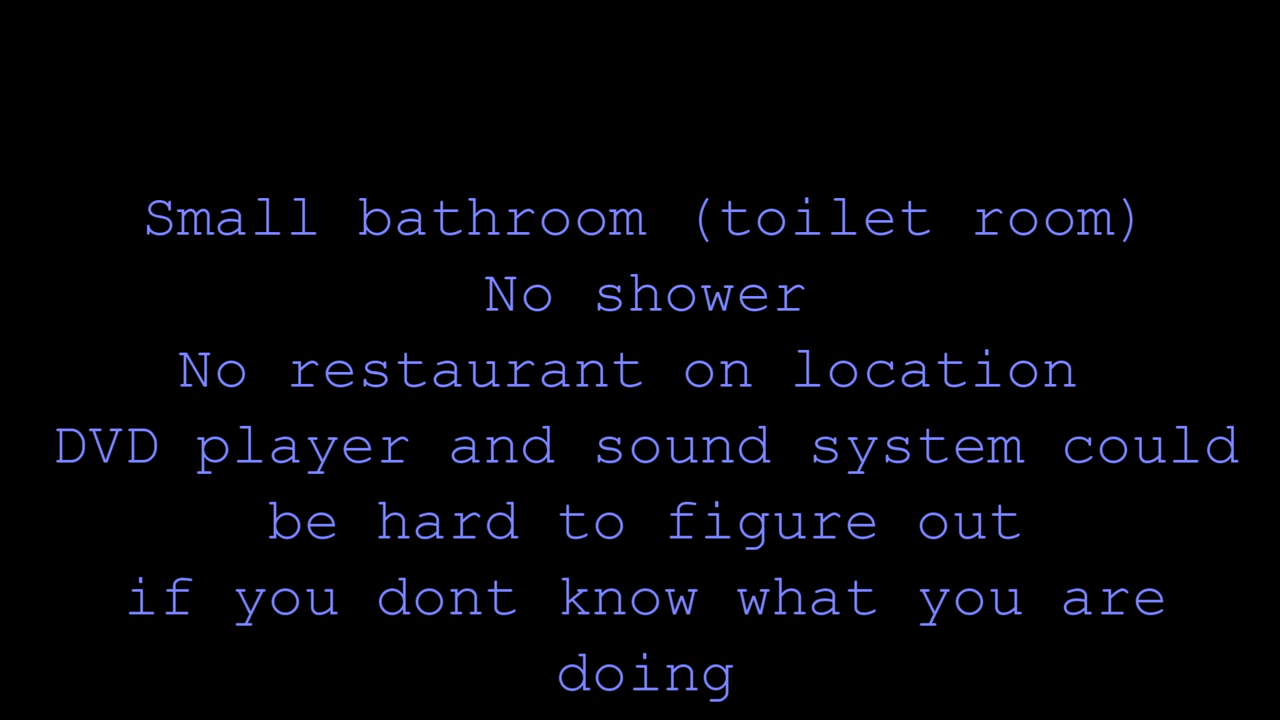 Small bathroom (toilet room)
No shower
No restaurant on location
DVD player and sound system could
be hard to figure out
if you dont know what you are
doing